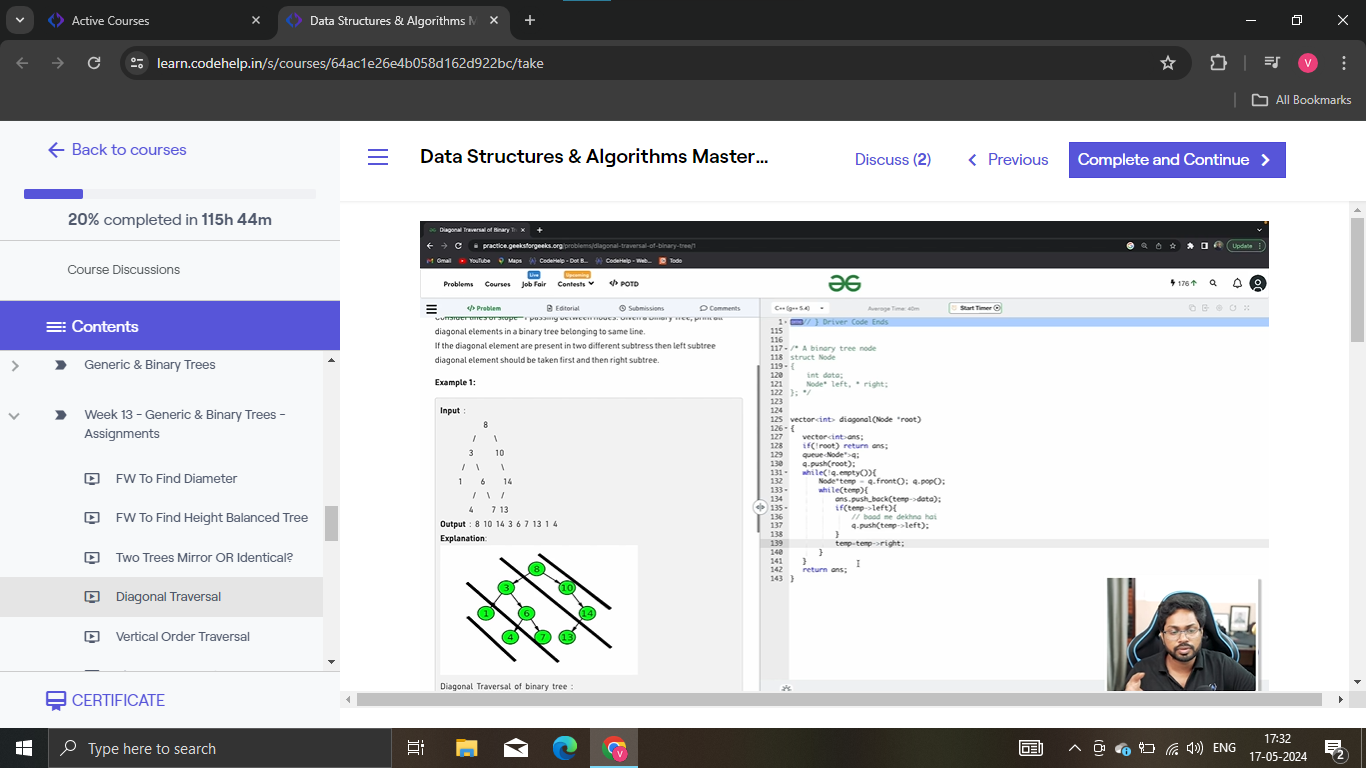 Active Courses
Data Structures & Algorithms M
learn.codehelp.in/s/courses/64ac1e26e4b058d162d922bc/take
V
All Bookmarks
Back to courses
20% completed in 115h 44m
Course Discussions
Contents
Generic & Binary Trees
Week 13 - Generic & Binary Trees -
Assignments
FW To Find Diameter
FW To Find Height Balanced Tree
Two Trees Mirror OR Identical?
Diagonal Traversal
Vertical Order Traversal
CERTIFICATE
Data Structures & Algorithms Master...
Discuss (2)
Previous
Complete and Continue
Diagonal Traversal of Binary Tr
practice.geeksforgeeks.org/problems/diagonal-traversal-of-binary-tree/1
Update
Gmail YouTube Maps CodeHelp - Dot B... CodeHelp - Web... Todo
Live Upcoming
Problems Courses Job Fair Contests </> POTD
176
</> Problem Editorial Submissions Comments
diagonal elements in a binary tree belonging to same line.
If the diagonal element are present in two different subtress then left subtree
diagonal element should be taken first and then right subtree.
Example 1:
Input :
8
/ \
3 10
/ \ \
1 6 14
/ \ /
4 7 13
Output : 8 10 14 3 6 7 13 1 4
Explanation:
8
3 10
1 6 14
4 7 13
Diagonal Traversal of binary tree :
C++ (g++ 5.4) Average Time: 40m Start Timer
1 // } Driver Code Ends
115
116
117 /* A binary tree node
118 struct Node
119 {
120 int data;
121 Node* left, * right;
122 }; */
123
124
125 vector<int> diagonal(Node *root)
126 {
127 vector<int>ans;
128 if(!root) return ans;
129 queue<Node*>q;
130 q.push(root);
131 while(!q.empty()){
132 Node*temp = q.front(); q.pop();
133 while(temp){
134 ans.push_back(temp->data);
135 if(temp->left){
136 // baad me dekhna hai
137 q.push(temp->left);
138 }
139 temp=temp->right;
140 }
141 }
142 return ans;
143 }
Type here to search
V
ENG
17:32
17-05-2024
2